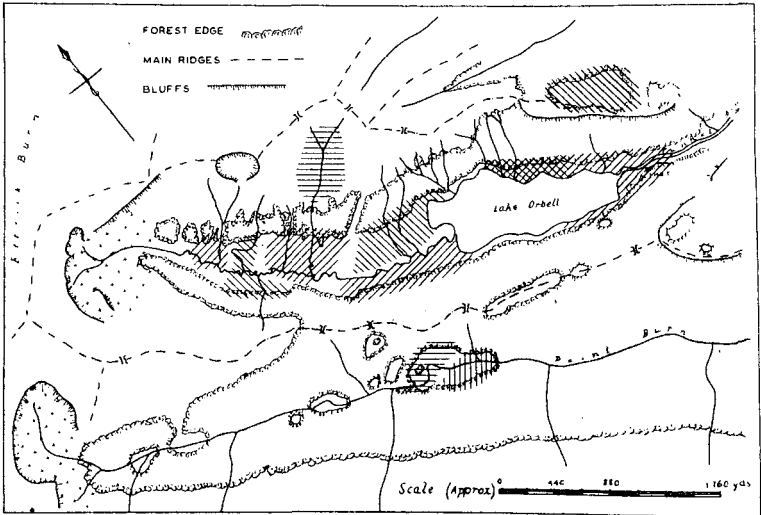 FOREST EDGE
MAIN RIDGES
BLUFFS
Burn
Lake Orbell
Point Burn
Scale (Approx) 0 440 880 1760 yds